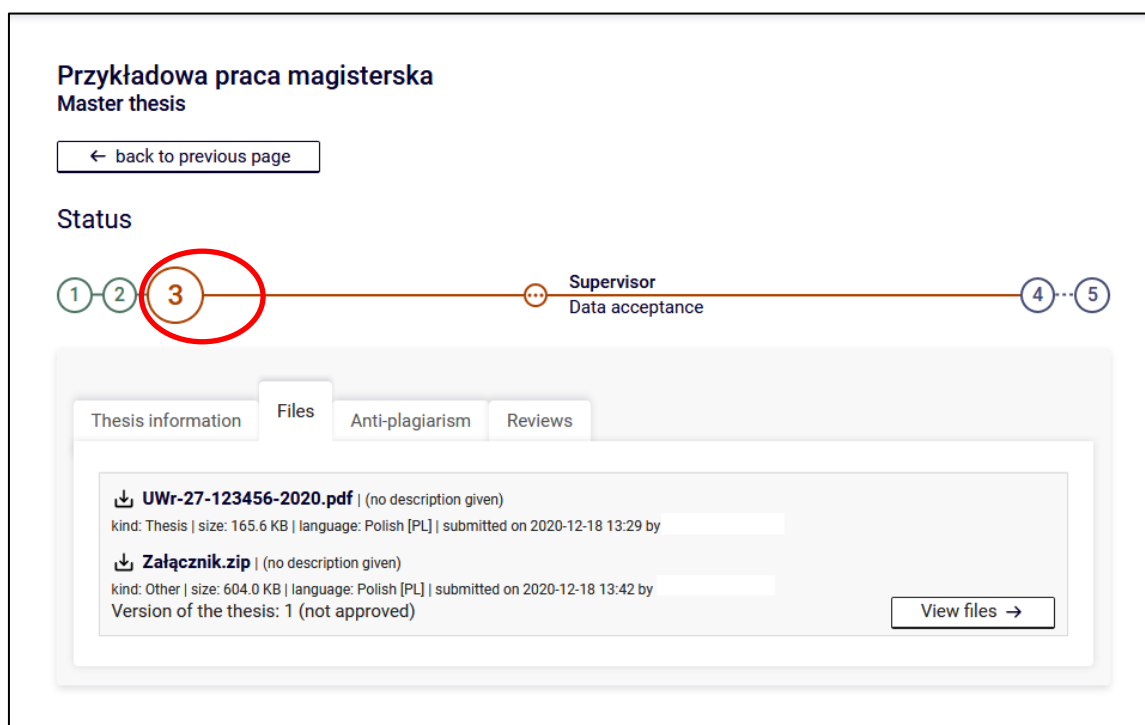 Przykładowa praca magisterska
Master thesis
← back to previous page
Status
1 2 3 Supervisor 4 5
Data acceptance
Thesis information Files Anti-plagiarism Reviews
UWr-27-123456-2020.pdf | (no description given)
kind: Thesis | size: 165.6 KB | language: Polish [PL] | submitted on 2020-12-18 13:29 by
Załącznik.zip | (no description given)
kind: Other | size: 604.0 KB | language: Polish [PL] | submitted on 2020-12-18 13:42 by
Version of the thesis: 1 (not approved)
View files →